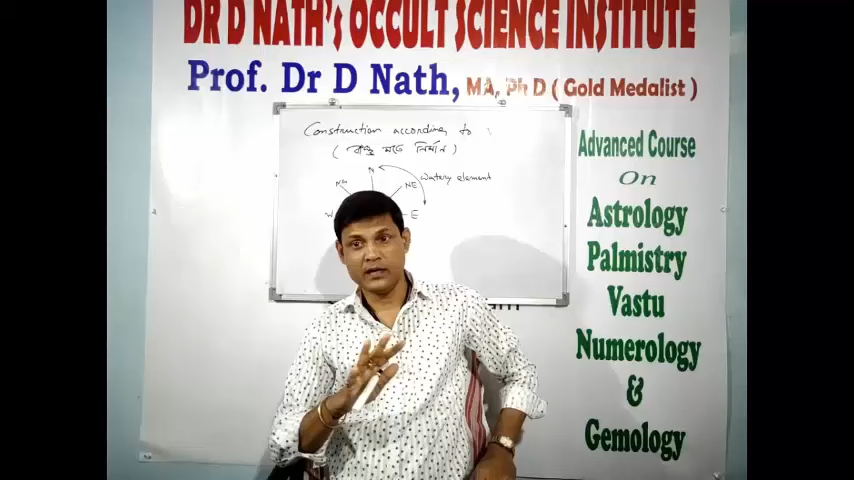 DR D NATH's OCCULT SCIENCE INSTITUTE
Prof. Dr D Nath, MA, Ph D ( Gold Medalist )
Construction according to
( বাস্তু মতে নির্মান )
N
NW
NE
watery element
W
E
Advanced Course
On
Astrology
Palmistry
Vastu
Numerology
&
Gemology